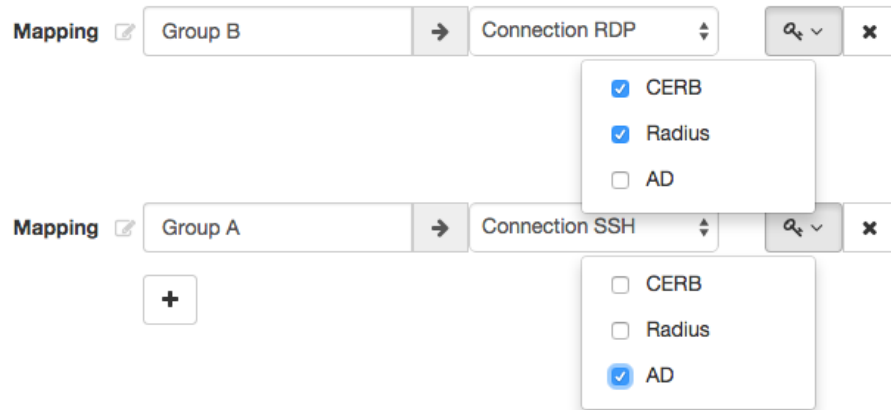 Mapping Group B Connection RDP
CERB
Radius
AD
Mapping Group A Connection SSH
CERB
Radius
AD